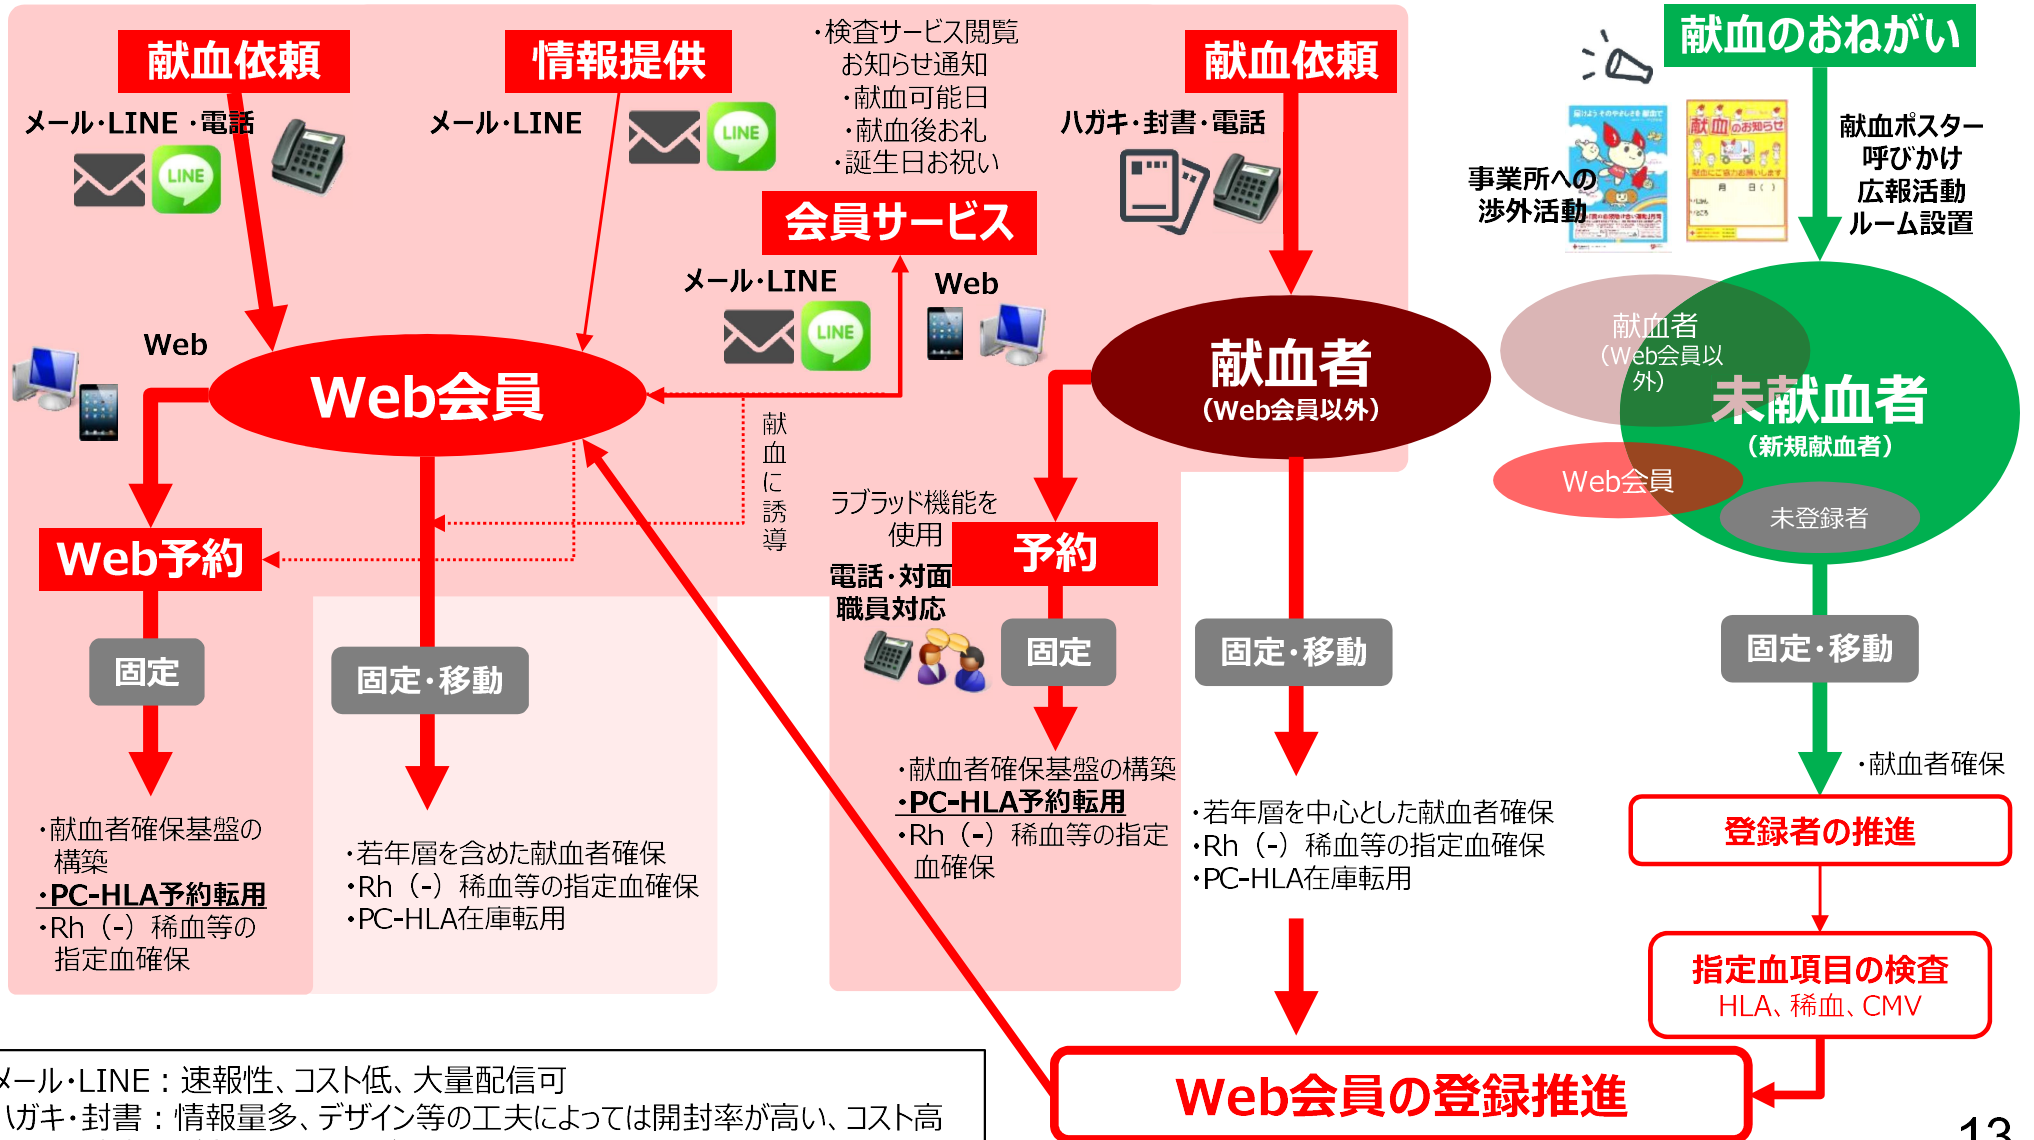 献血依頼
メール・LINE・電話
LINE
情報提供
メール・LINE
LINE
・検査サービス閲覧
お知らせ通知
・献血可能日
・献血後お礼
・誕生日お祝い
会員サービス
メール・LINE
LINE
Web
献血依頼
ハガキ・封書・電話
献血のおねがい
事業所への
渉外活動
献血のお知らせ
月 日( )
献血ポスター
呼びかけ
広報活動
ルーム設置
Web
Web会員
献血に誘導
献血者
（Web会員以外）
献血者
（Web会員以
外）
未献血者
（新規献血者）
Web会員
未登録者
Web予約
ラブラッド機能を
使用
予約
電話・対面
職員対応
固定
固定・移動
固定
固定・移動
固定・移動
・献血者確保基盤の
構築
・PC-HLA予約転用
・Rh（-）稀血等の
指定血確保
・若年層を含めた献血者確保
・Rh（-）稀血等の指定血確保
・PC-HLA在庫転用
・献血者確保基盤の構築
・PC-HLA予約転用
・Rh（-）稀血等の指定
血確保
・若年層を中心とした献血者確保
・Rh（-）稀血等の指定血確保
・PC-HLA在庫転用
・献血者確保
登録者の推進
指定血項目の検査
HLA、稀血、CMV
Web会員の登録推進
メール・LINE：速報性、コスト低、大量配信可
ハガキ・封書：情報量多、デザイン等の工夫によっては開封率が高い、コスト高
13